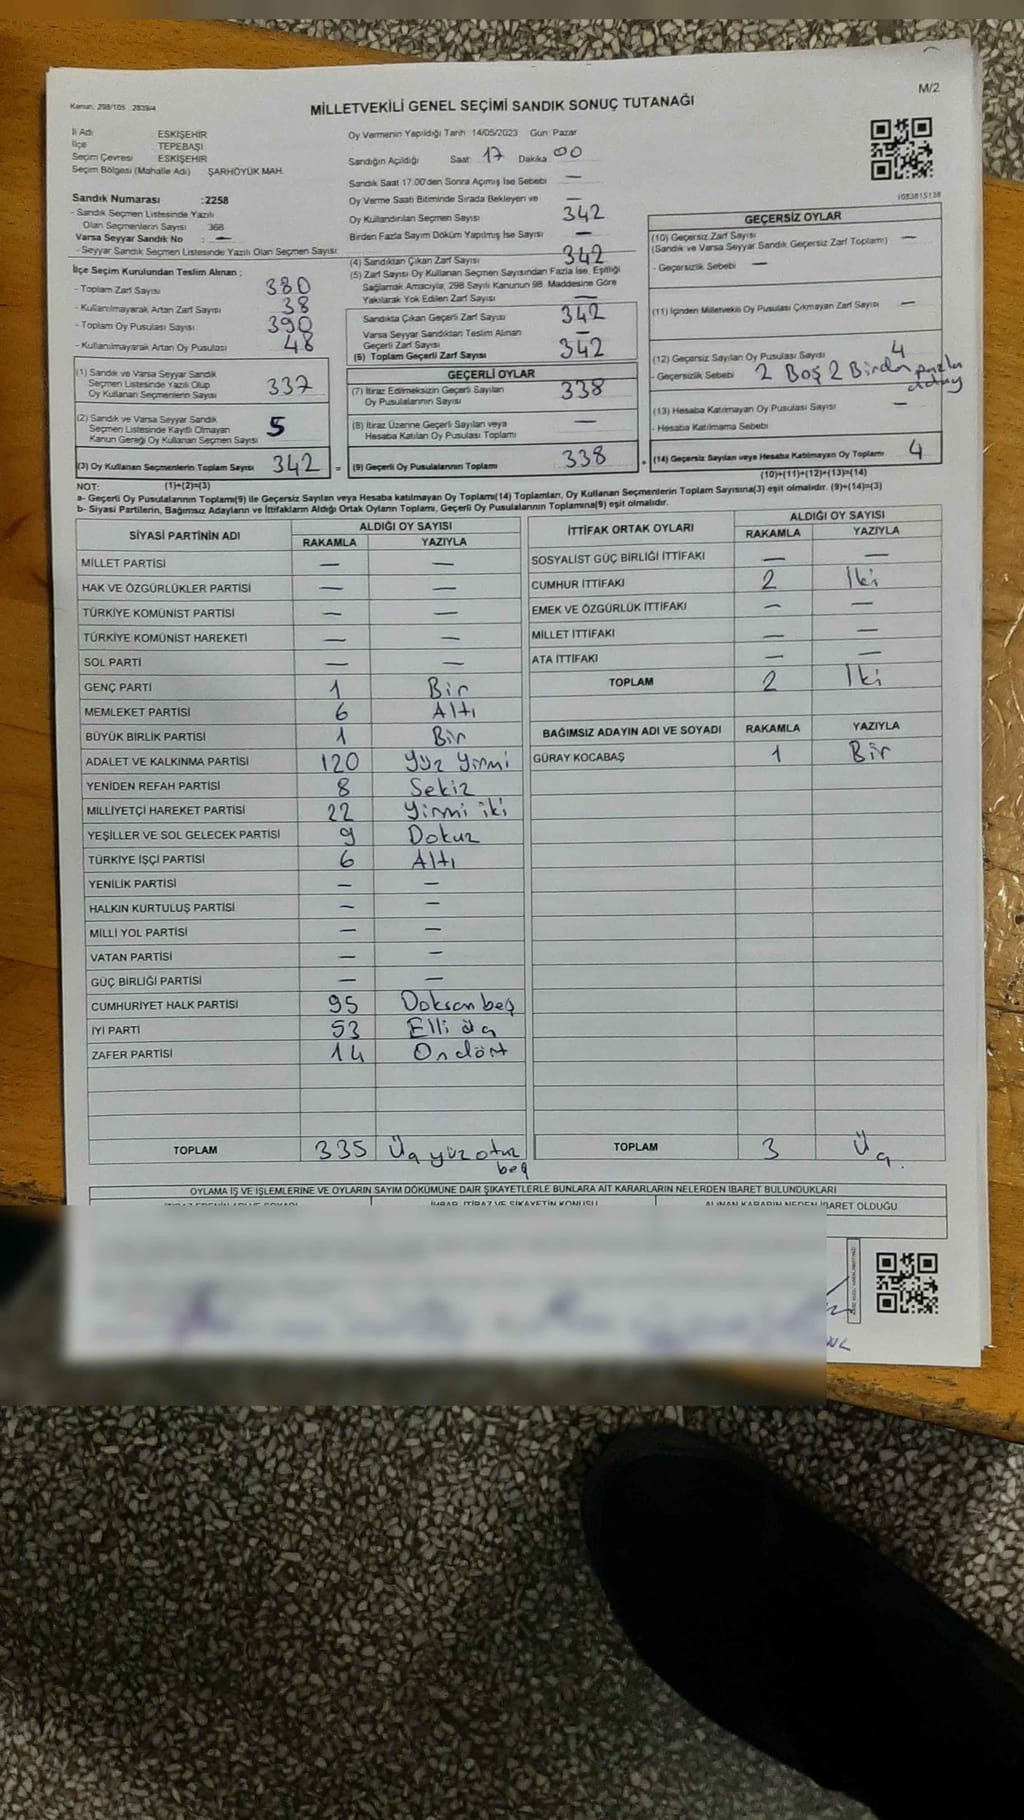 M/2
Kanun: 298/105 : 2839/4
MİLLETVEKİLİ GENEL SEÇİMİ SANDIK SONUÇ TUTANAĞI
İl Adı : ESKİŞEHİR
İlçe : TEPEBAŞI
Seçim Çevresi : ESKİŞEHİR
Seçim Bölgesi (Mahalle Adı) ŞARHÖYÜK MAH.
Sandık Numarası :2258
- Sandık Seçmen Listesinde Yazılı
Olan Seçmenlerin Sayısı 368
Varsa Seyyar Sandık No : —
- Seyyar Sandık Seçmen Listesinde Yazılı Olan Seçmen Sayısı:
Oy Vermenin Yapıldığı Tarih 14/05/2023 Gün Pazar
Sandığın Açıldığı Saat: 17 Dakika 00
Sandık Saat 17:00'den Sonra Açımış İse Sebebi —
Oy Verme Saati Bitiminde Sırada Bekleyen ve —
Oy Kullandırılan Seçmen Sayısı 342
Birden Fazla Sayım Döküm Yapılmış İse Sayısı —
(4) Sandıktan Çıkan Zarf Sayısı 342
(5) Zarf Sayısı Oy Kullanan Seçmen Sayısından Fazla İse, Eşitliği
Sağlamak Amacıyla, 298 Sayılı Kanunun 98. Maddesine Göre
Yakılarak Yok Edilen Zarf Sayısı —
İlçe Seçim Kurulundan Teslim Alınan ;
- Toplam Zarf Sayısı 380
- Kullanılmayarak Artan Zarf Sayısı 38
- Toplam Oy Pusulası Sayısı 390
- Kullanılmayarak Artan Oy Pusulası 48
Sandıkta Çıkan Geçerli Zarf Sayısı 342
Varsa Seyyar Sandıktan Teslim Alınan
Geçerli Zarf Sayısı —
(6) Toplam Geçerli Zarf Sayısı 342
(1) Sandık ve Varsa Seyyar Sandık
Seçmen Listesinde Yazılı Olup
Oy Kullanan Seçmenlerin Sayısı 337
(2) Sandık ve Varsa Seyyar Sandık
Seçmen Listesinde Kayıtlı Olmayan
Kanun Gereği Oy Kullanan Seçmen Sayısı 5
(3) Oy Kullanan Seçmenlerin Toplam Sayısı 342 =
GEÇERLİ OYLAR
(7) İtiraz Edilmeksizin Geçerli Sayılan
Oy Pusulalarının Sayısı 338
(8) İtiraz Üzerine Geçerli Sayılan veya
Hesaba Katılan Oy Pusulası Toplamı —
(9) Geçerli Oy Pusulalarının Toplamı 338 +
GEÇERSİZ OYLAR
(10) Geçersiz Zarf Sayısı
(Sandık ve Varsa Seyyar Sandık Geçersiz Zarf Toplamı) —
- Geçersizlik Sebebi —
(11) İçinden Milletvekili Oy Pusulası Çıkmayan Zarf Sayısı —
(12) Geçersiz Sayılan Oy Pusulası Sayısı 4
- Geçersizlik Sebebi 2 Boş 2 Birden
(13) Hesaba Katılmayan Oy Pusulası Sayısı —
- Hesaba Katılmama Sebebi
(14) Geçersiz Sayılan veya Hesaba Katılmayan Oy Toplamı 4
NOT: (1)+(2)=(3)
(10)+(11)+(12)+(13)=(14)
a- Geçerli Oy Pusulalarının Toplamı(9) ile Geçersiz Sayılan veya Hesaba katılmayan Oy Toplamı(14) Toplamları, Oy Kullanan Seçmenlerin Toplam Sayısına(3) eşit olmalıdır. (9)+(14)=(3)
b- Siyasi Partilerin, Bağımsız Adayların ve İttifakların Aldığı Ortak Oyların Toplamı, Geçerli Oy Pusulalarının Toplamına(9) eşit olmalıdır.
SİYASİ PARTİNİN ADI ALDIĞI OY SAYISI
RAKAMLA YAZIYLA
MİLLET PARTİSİ — —
HAK VE ÖZGÜRLÜKLER PARTİSİ — —
TÜRKİYE KOMÜNİST PARTİSİ — —
TÜRKİYE KOMÜNİST HAREKETİ — —
SOL PARTİ — —
GENÇ PARTİ 1 Bir
MEMLEKET PARTİSİ 6 Altı
BÜYÜK BİRLİK PARTİSİ 1 Bir
ADALET VE KALKINMA PARTİSİ 120 Yüz Yirmi
YENİDEN REFAH PARTİSİ 8 Sekiz
MİLLİYETÇİ HAREKET PARTİSİ 22 Yirmi iki
YEŞİLLER VE SOL GELECEK PARTİSİ 9 Dokuz
TÜRKİYE İŞÇİ PARTİSİ 6 Altı
YENİLİK PARTİSİ — —
HALKIN KURTULUŞ PARTİSİ — —
MİLLİ YOL PARTİSİ — —
VATAN PARTİSİ — —
GÜÇ BİRLİĞİ PARTİSİ — —
CUMHURİYET HALK PARTİSİ 95 Doksan beş
İYİ PARTİ 53 Elli üç
ZAFER PARTİSİ 14 On dört
TOPLAM 335 Üç yüz otuz
beş
İTTİFAK ORTAK OYLARI ALDIĞI OY SAYISI
RAKAMLA YAZIYLA
SOSYALİST GÜÇ BİRLİĞİ İTTİFAKI — —
CUMHUR İTTİFAKI 2 İki
EMEK VE ÖZGÜRLÜK İTTİFAKI — —
MİLLET İTTİFAKI — —
ATA İTTİFAKI — —
TOPLAM 2 İki
BAĞIMSIZ ADAYIN ADI VE SOYADI RAKAMLA YAZIYLA
GÜRAY KOCABAŞ 1 Bir
TOPLAM 3 Üç.
OYLAMA İŞ VE İŞLEMLERİNE VE OYLARIN SAYIM DÖKÜMÜNE DAİR ŞİKAYETLERLE BUNLARA AİT KARARLARIN NELERDEN İBARET BULUNDUKLARI
İHBAR, İTİRAZ VE ŞİKAYETİN KONUSU ALINAN KARARIN NEDEN İBARET OLDUĞU